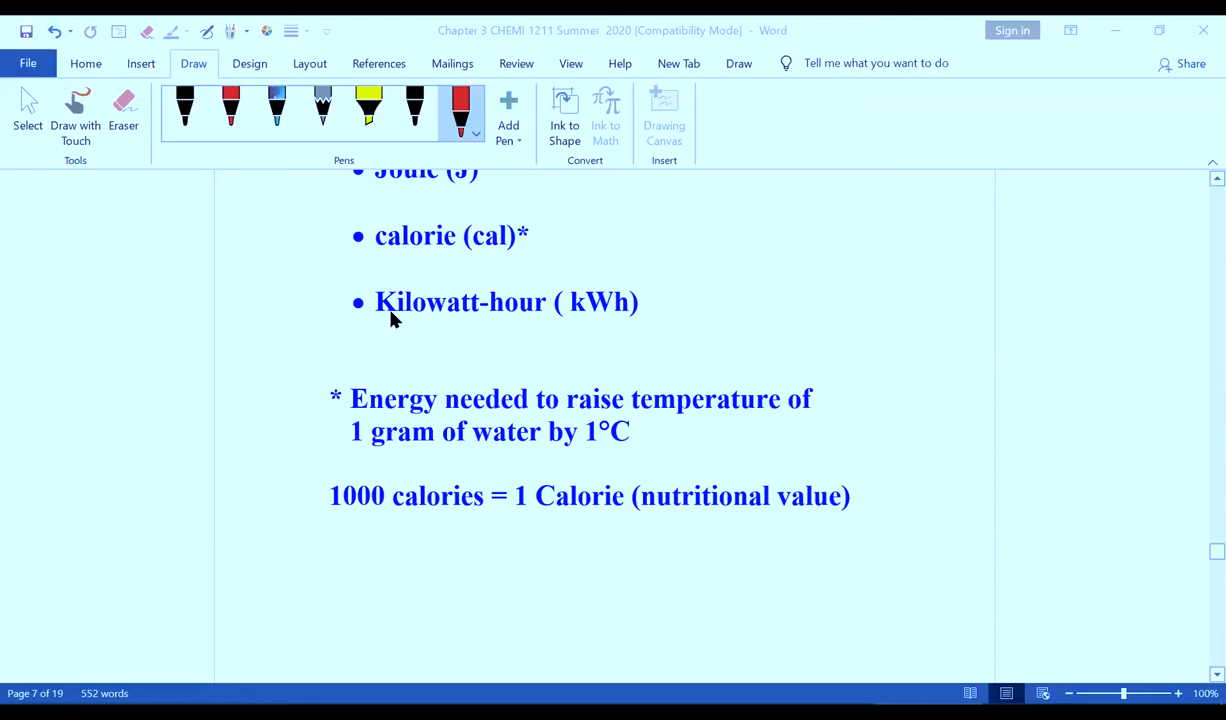 Chapter 3 CHEMI 1211 Summer 2020 [Compatibility Mode] - Word
Sign in
File
Home
Insert
Draw
Design
Layout
References
Mailings
Review
View
Help
New Tab
Draw
Tell me what you want to do
Share
Select
Draw with
Touch
Eraser
Add
Pen
Ink to
Shape
Ink to
Math
Drawing
Canvas
Tools
Pens
Convert
Insert
• Joule (J)
• calorie (cal)*
• Kilowatt-hour ( kWh)
* Energy needed to raise temperature of
1 gram of water by 1°C
1000 calories = 1 Calorie (nutritional value)
Page 7 of 19
552 words
100%